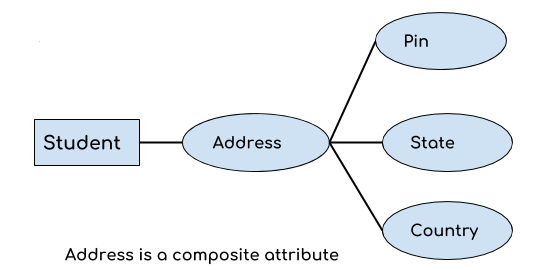 Pin
Student
Address
State
Country
Address is a composite attribute